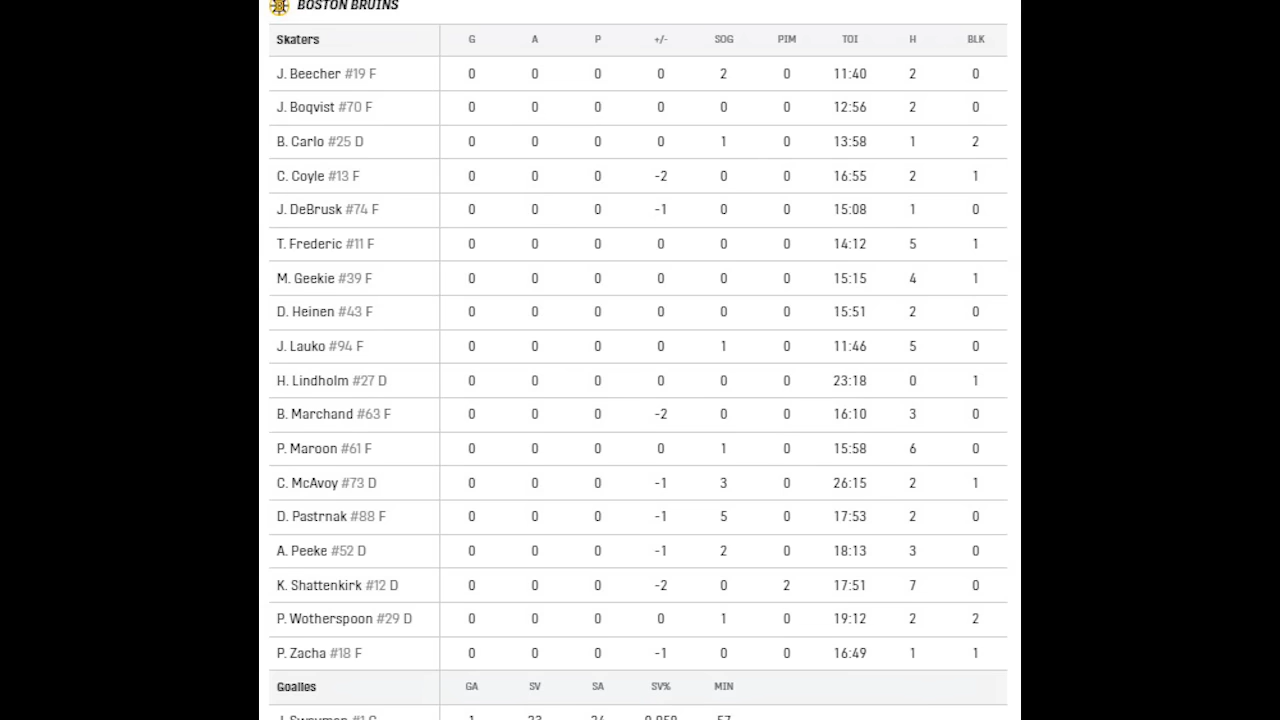 BOSTON BRUINS
Skaters G A P +/- SOG PIM TOI H BLK
J. Beecher #19 F 0 0 0 0 2 0 11:40 2 0
J. Boqvist #70 F 0 0 0 0 0 0 12:56 2 0
B. Carlo #25 D 0 0 0 0 1 0 13:58 1 2
C. Coyle #13 F 0 0 0 -2 0 0 16:55 2 1
J. DeBrusk #74 F 0 0 0 -1 0 0 15:08 1 0
T. Frederic #11 F 0 0 0 0 0 0 14:12 5 1
M. Geekie #39 F 0 0 0 0 0 0 15:15 4 1
D. Heinen #43 F 0 0 0 0 0 0 15:51 2 0
J. Lauko #94 F 0 0 0 0 1 0 11:46 5 0
H. Lindholm #27 D 0 0 0 0 0 0 23:18 0 1
B. Marchand #63 F 0 0 0 -2 0 0 16:10 3 0
P. Maroon #61 F 0 0 0 0 1 0 15:58 6 0
C. McAvoy #73 D 0 0 0 -1 3 0 26:15 2 1
D. Pastrnak #88 F 0 0 0 -1 5 0 17:53 2 0
A. Peeke #52 D 0 0 0 -1 2 0 18:13 3 0
K. Shattenkirk #12 D 0 0 0 -2 0 2 17:51 7 0
P. Wotherspoon #29 D 0 0 0 0 1 0 19:12 2 2
P. Zacha #18 F 0 0 0 -1 0 0 16:49 1 1
Goalies GA SV SA SV% MIN
J. Swayman #1 G 1 23 24 0.958 57